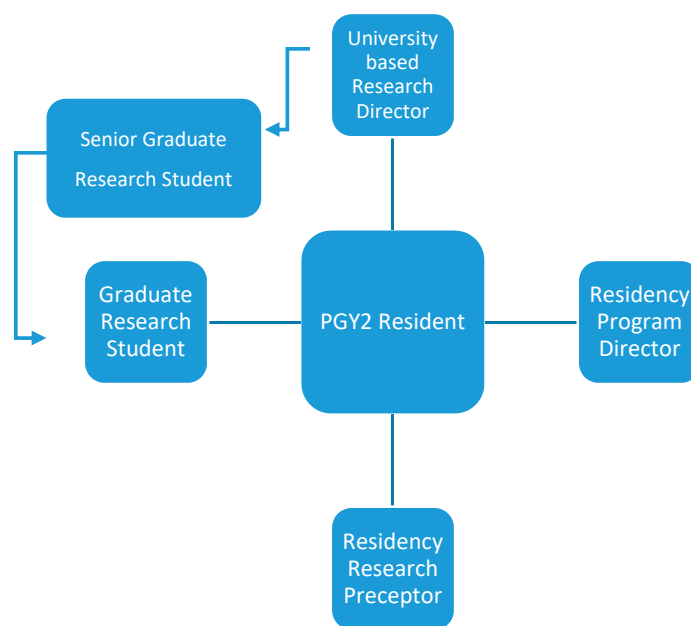 University
based
Research
Director
Senior Graduate
Research Student
Graduate
Research
Student
PGY2 Resident
Residency
Program
Director
Residency
Research
Preceptor